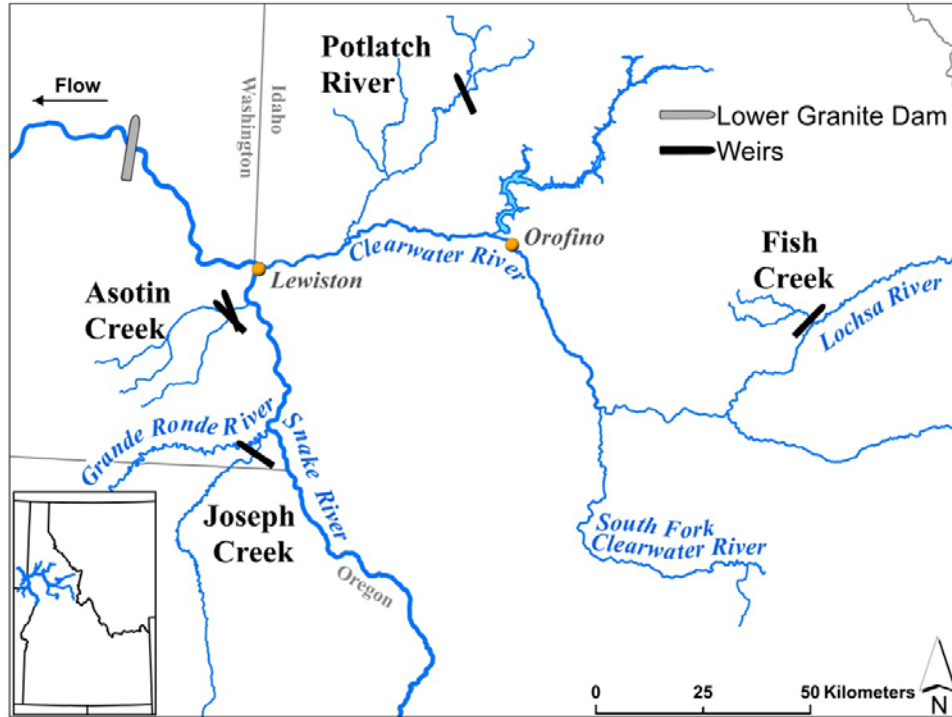 Potlatch
River
Flow
Idaho
Washington
Lower Granite Dam
Weirs
Orofino
Clearwater River
Fish
Creek
Lewiston
Asotin
Creek
Lochsa River
Grande Ronde River
Snake River
Joseph
Creek
South Fork
Clearwater River
Oregon
0 25 50 Kilometers
N